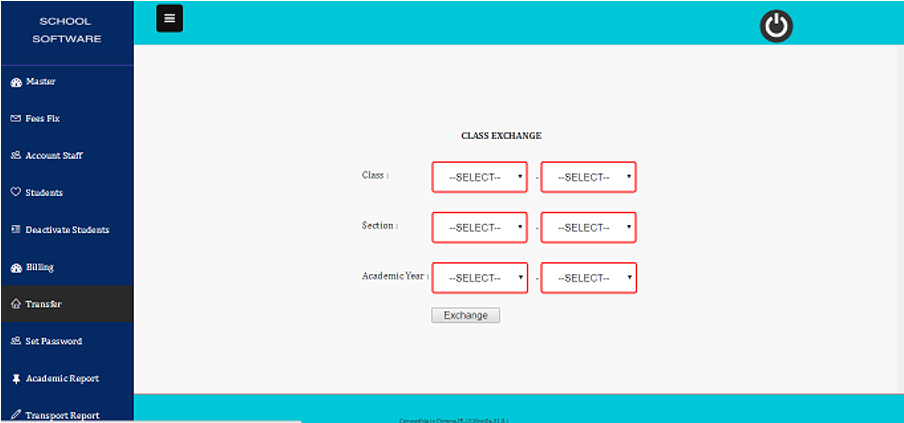 SCHOOL
SOFTWARE
Master
Fees Fix
Account Staff
Students
Deactivate Students
Billing
Transfer
Set Password
Academic Report
Transport Report
CLASS EXCHANGE
Class : --SELECT-- - --SELECT--
Section : --SELECT-- - --SELECT--
Academic Year : --SELECT-- - --SELECT--
Exchange